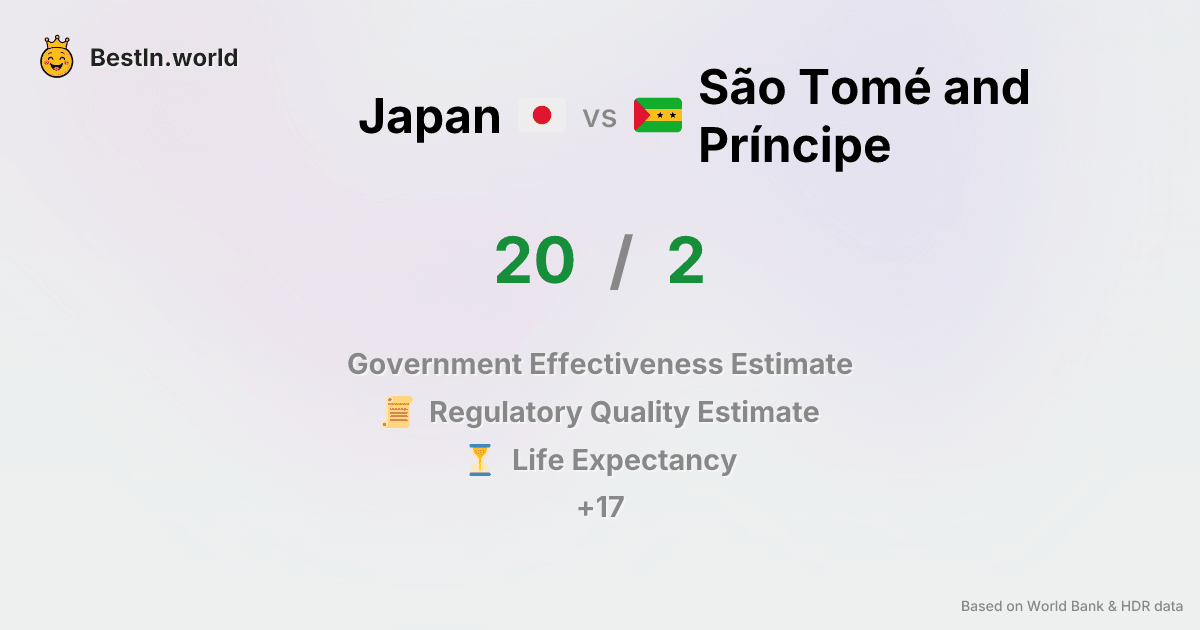 BestIn.world
Japan vs São Tomé and
Príncipe
20 / 2
Government Effectiveness Estimate
Regulatory Quality Estimate
Life Expectancy
+17
Based on World Bank & HDR data